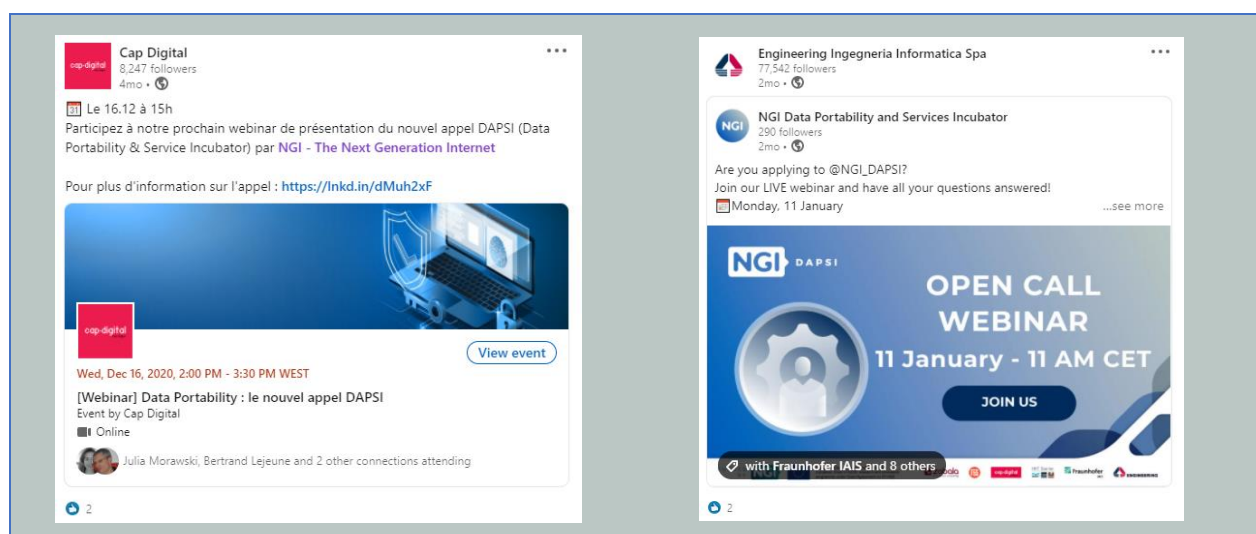 Cap Digital
8,247 followers
4mo •
Le 16.12 à 15h
Participez à notre prochain webinar de présentation du nouvel appel DAPSI (Data
Portability & Service Incubator) par NGI - The Next Generation Internet
Pour plus d'information sur l'appel : https://lnkd.in/dMuh2xF
cap-digital
View event
Wed, Dec 16, 2020, 2:00 PM - 3:30 PM WEST
[Webinar] Data Portability : le nouvel appel DAPSI
Event by Cap Digital
Online
Julia Morawski, Bertrand Lejeune and 2 other connections attending
2
Engineering Ingegneria Informatica Spa
77,542 followers
2mo •
NGI
NGI Data Portability and Services Incubator
290 followers
2mo •
Are you applying to @NGI_DAPSI?
Join our LIVE webinar and have all your questions answered!
Monday, 11 January ...see more
NGI DAPSI
OPEN CALL
WEBINAR
11 January - 11 AM CET
JOIN US
with Fraunhofer IAIS and 8 others
cap-digital
Fraunhofer
ENGINEERING
2